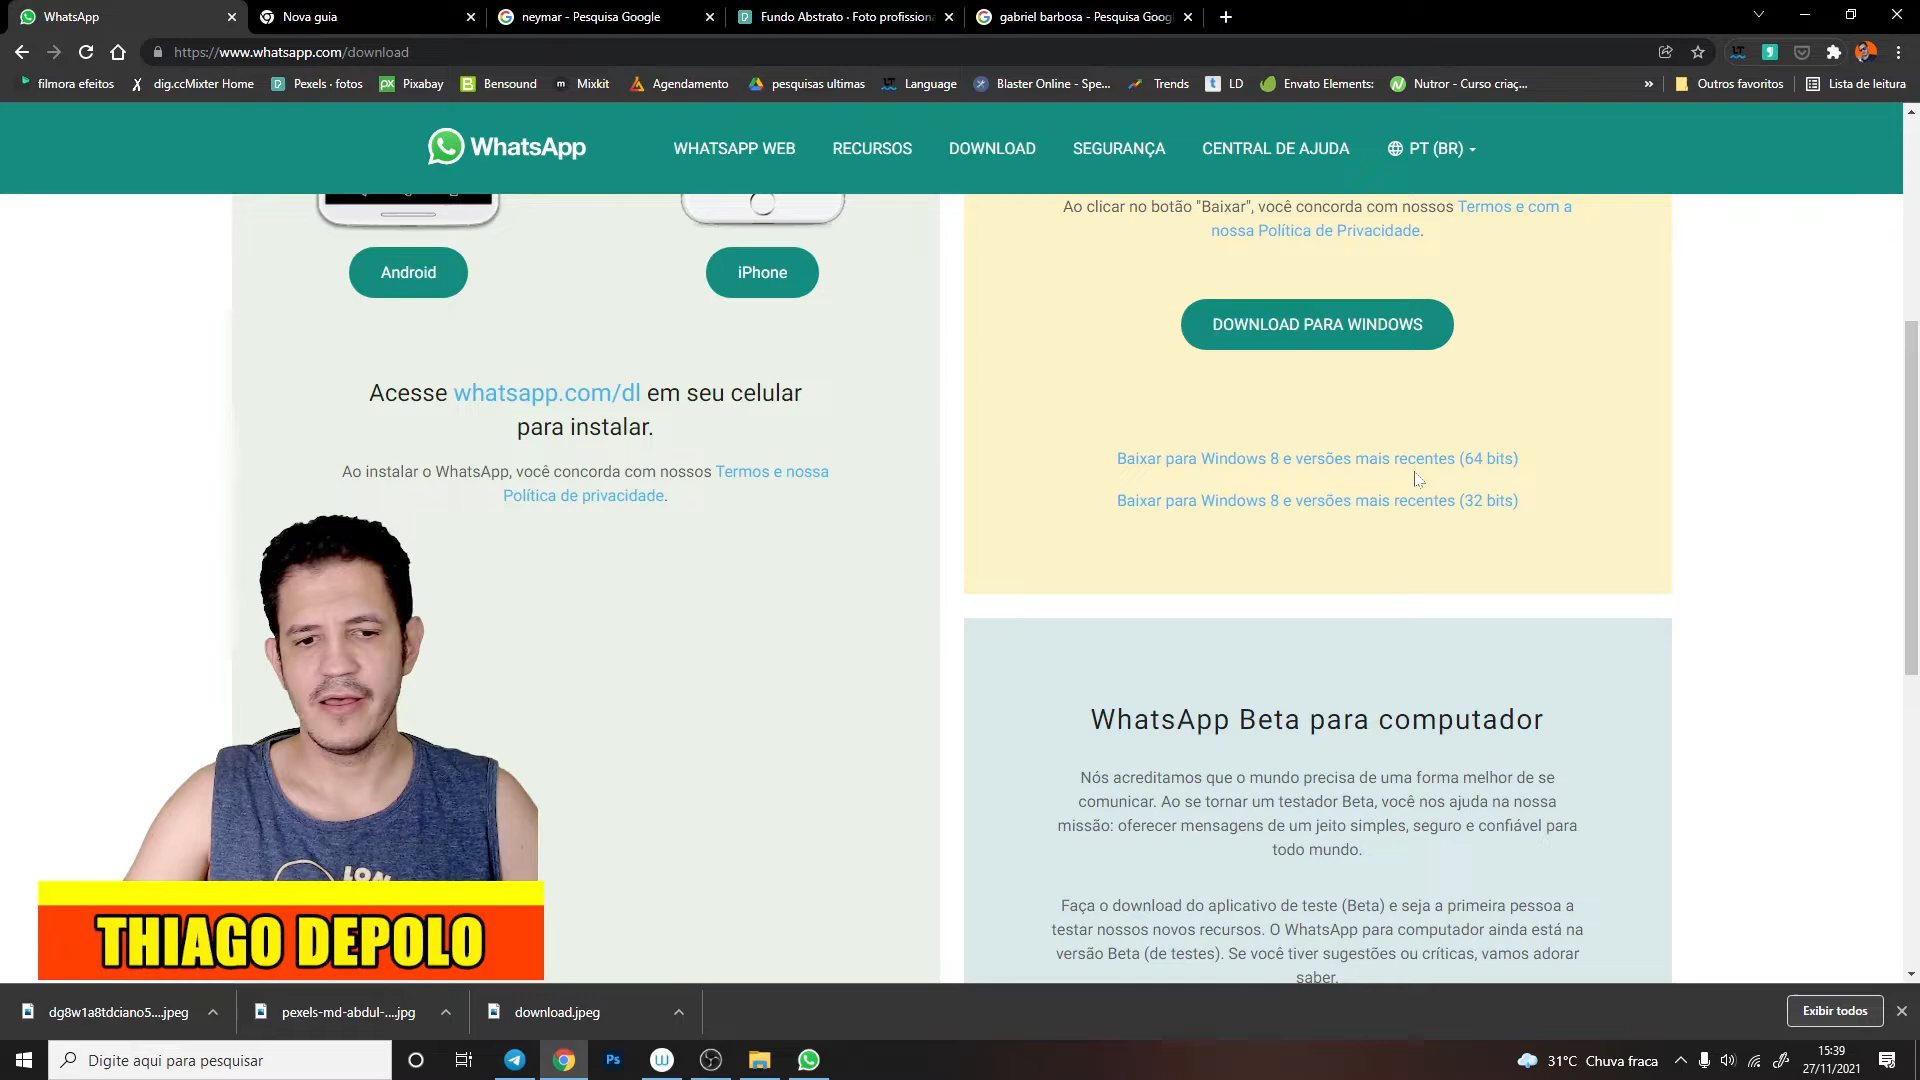 WhatsApp
Nova guia
neymar - Pesquisa Google
Fundo Abstrato · Foto profissiona
gabriel barbosa - Pesquisa Goog
https://www.whatsapp.com/download
filmora efeitos
dig.ccMixter Home
Pexels · fotos
Pixabay
Bensound
Mixkit
Agendamento
pesquisas ultimas
Language
Blaster Online - Spe...
Trends
LD
Envato Elements:
Nutror - Curso criaç...
»
Outros favoritos
Lista de leitura
WhatsApp
WHATSAPP WEB
RECURSOS
DOWNLOAD
SEGURANÇA
CENTRAL DE AJUDA
PT (BR)
Android
iPhone
Acesse whatsapp.com/dl em seu celular
para instalar.
Ao instalar o WhatsApp, você concorda com nossos Termos e nossa
Política de privacidade.
Ao clicar no botão "Baixar", você concorda com nossos Termos e com a
nossa Política de Privacidade.
DOWNLOAD PARA WINDOWS
Baixar para Windows 8 e versões mais recentes (64 bits)
Baixar para Windows 8 e versões mais recentes (32 bits)
WhatsApp Beta para computador
Nós acreditamos que o mundo precisa de uma forma melhor de se
comunicar. Ao se tornar um testador Beta, você nos ajuda na nossa
missão: oferecer mensagens de um jeito simples, seguro e confiável para
todo mundo.
Faça o download do aplicativo de teste (Beta) e seja a primeira pessoa a
testar nossos novos recursos. O WhatsApp para computador ainda está na
versão Beta (de testes). Se você tiver sugestões ou críticas, vamos adorar
saber.
THIAGO DEPOLO
dg8w1a8tdciano5....jpeg
pexels-md-abdul-....jpg
download.jpeg
Exibir todos
Digite aqui para pesquisar
Ps
31°C Chuva fraca
15:39
27/11/2021